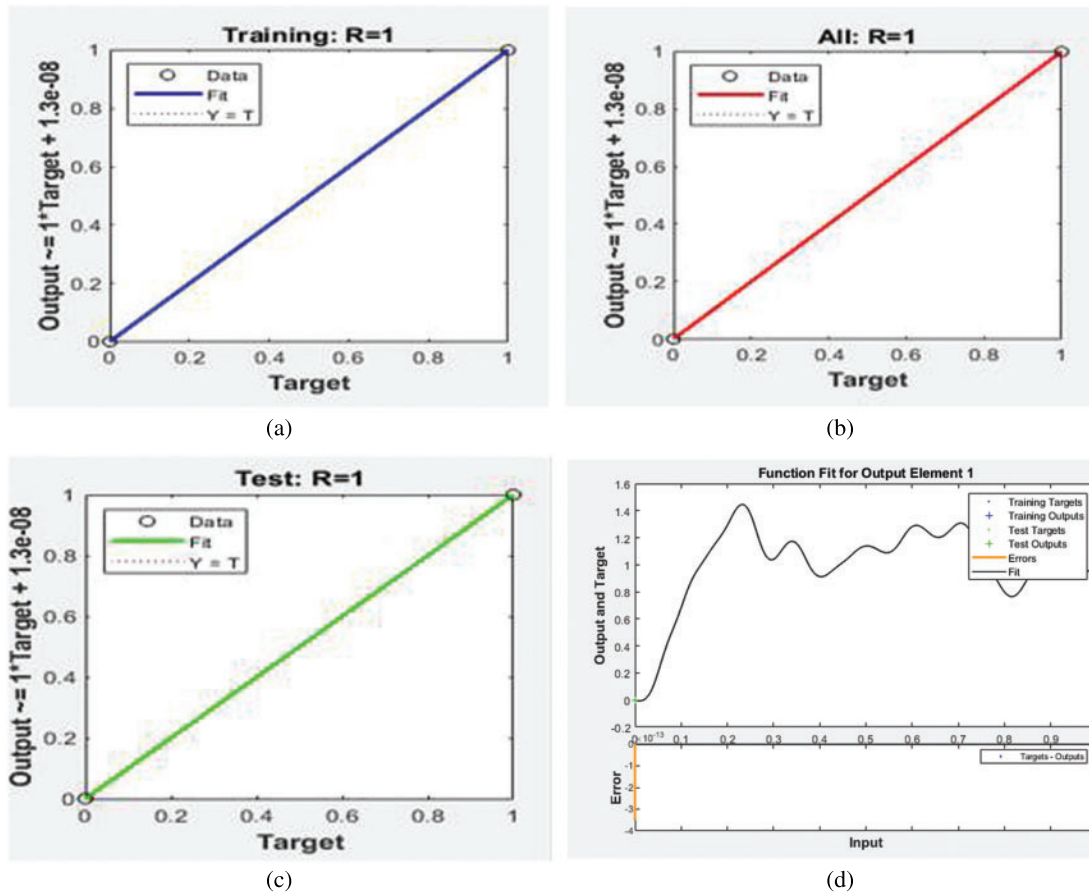 Training: R=1
Output ~= 1*Target + 1.3e-08
Data
Fit
Y = T
1
0.8
0.6
0.4
0.2
0
0 0.2 0.4 0.6 0.8 1
Target
(a)
All: R=1
Output ~= 1*Target + 1.3e-08
Data
Fit
Y = T
1
0.8
0.6
0.4
0.2
0
0 0.2 0.4 0.6 0.8 1
Target
(b)
Test: R=1
Output ~= 1*Target + 1.3e-08
Data
Fit
Y = T
1
0.8
0.6
0.4
0.2
0
0 0.2 0.4 0.6 0.8 1
Target
(c)
Function Fit for Output Element 1
Output and Target
1.6
1.4
1.2
1
0.8
0.6
0.4
0.2
0
-0.2
Training Targets
Training Outputs
Test Targets
Test Outputs
Errors
Fit
0 0.1 0.2 0.3 0.4 0.5 0.6 0.7 0.8 0.9
×10-13
Error
0
-1
-2
-3
-4
Targets - Outputs
Input
(d)